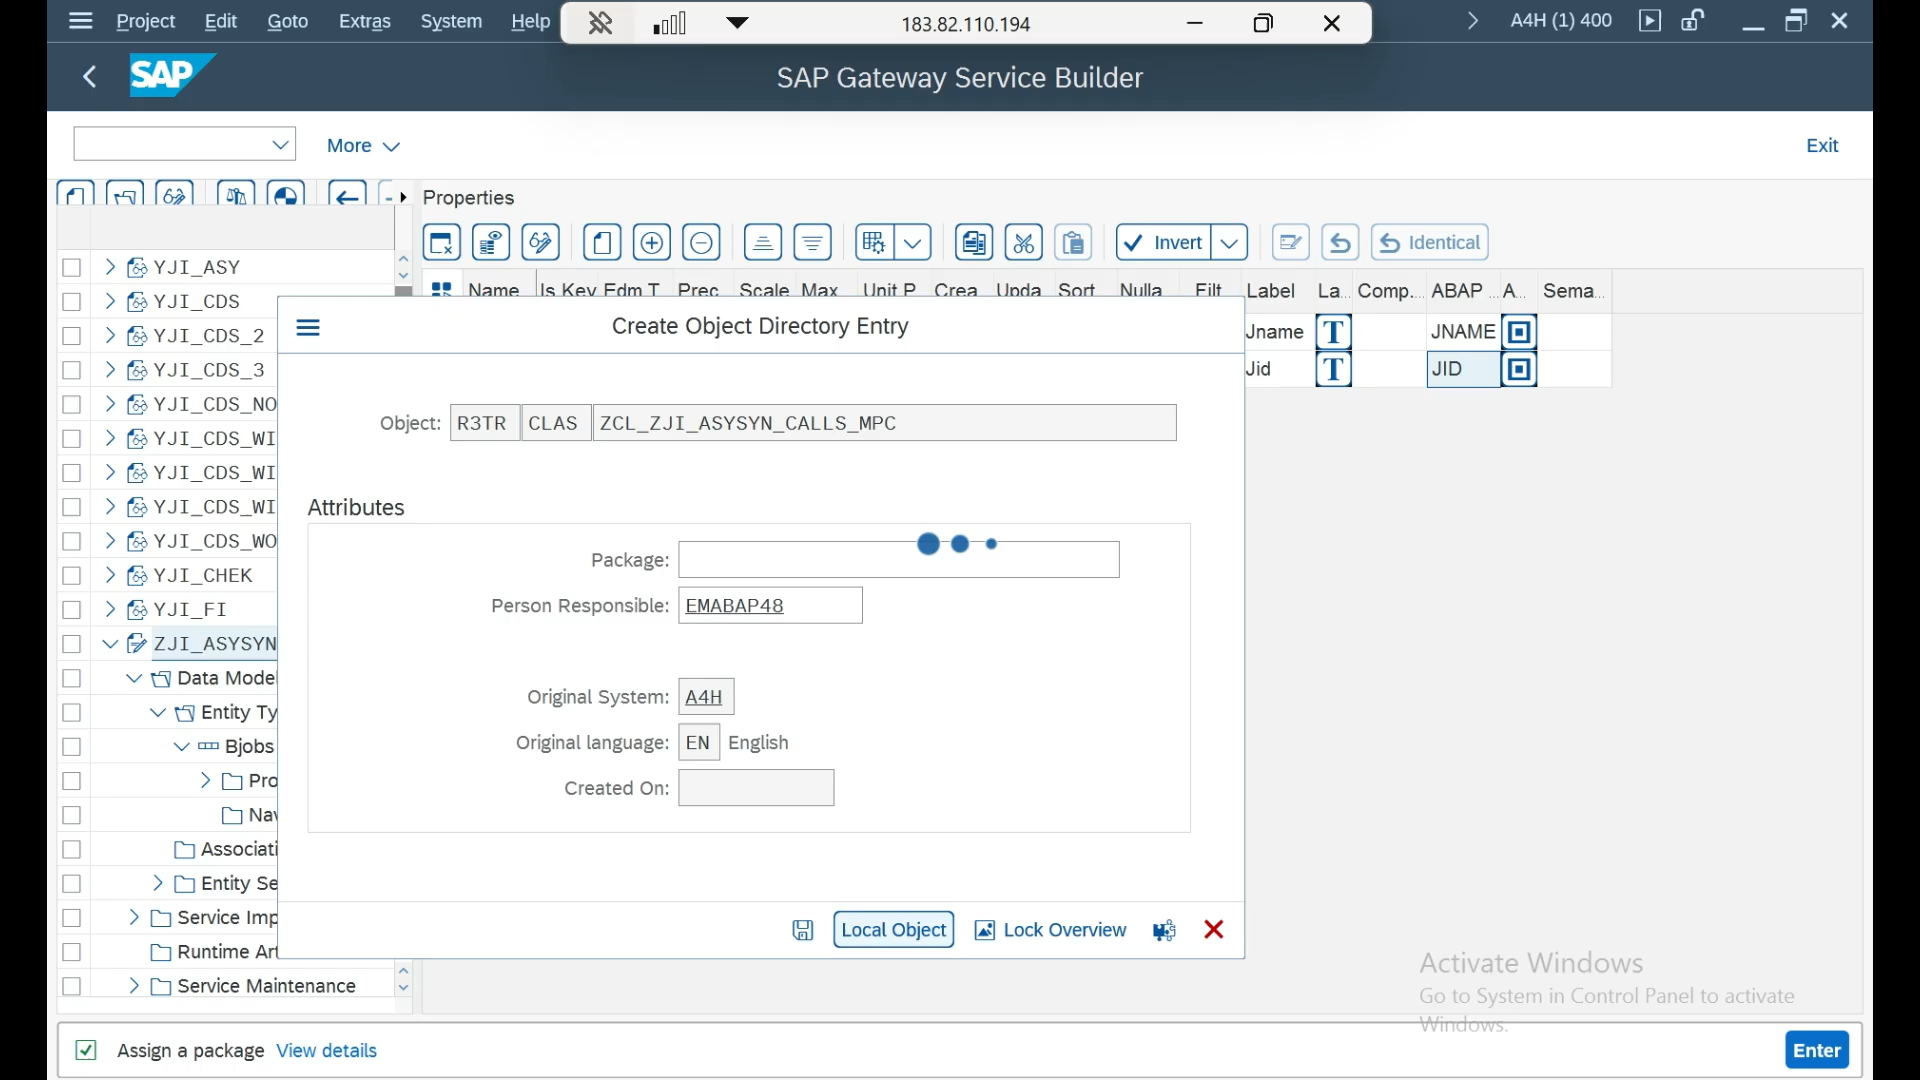 Project Edit Goto Extras System Help 183.82.110.194 A4H (1) 400
SAP SAP Gateway Service Builder
More Exit
Properties
Invert Identical
Name Is Key Edm T Prec Scale Max Unit P Crea Upda Sort Nulla Filt Label La... Comp... ABAP ... A... Sema...
YJI_ASY
YJI_CDS
YJI_CDS_2
YJI_CDS_3
YJI_CDS_NO
YJI_CDS_WI
YJI_CDS_WI
YJI_CDS_WI
YJI_CDS_WO
YJI_CHEK
YJI_FI
ZJI_ASYSYN
Data Model
Entity Ty
Bjobs
Pro
Nav
Associati
Entity Se
Service Imp
Runtime Art
Service Maintenance
Jname T JNAME
Jid T JID
Create Object Directory Entry
Object: R3TR CLAS ZCL_ZJI_ASYSYN_CALLS_MPC
Attributes
Package:
Person Responsible: EMABAP48
Original System: A4H
Original language: EN English
Created On:
Local Object Lock Overview
Activate Windows
Go to System in Control Panel to activate
Windows.
Assign a package View details Enter